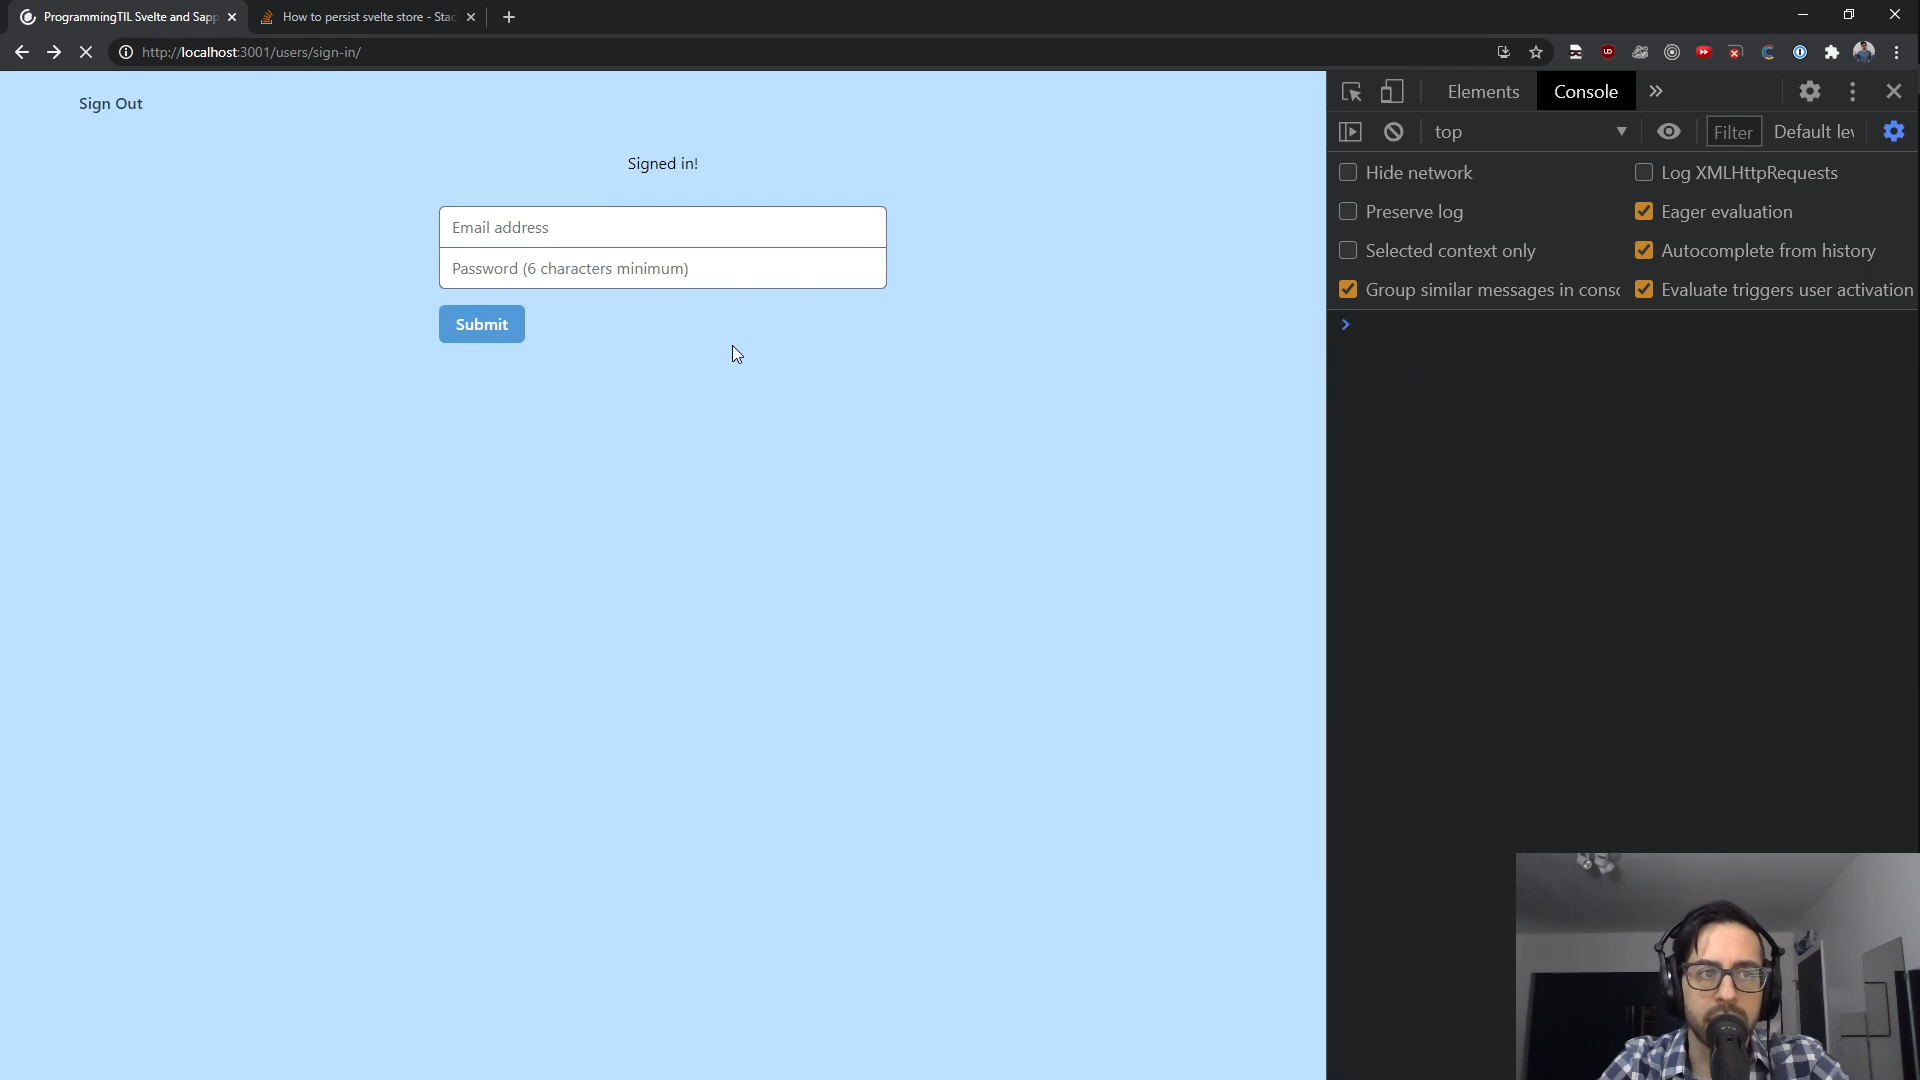 ProgrammingTIL Svelte and Sapp
How to persist svelte store - Stac
http://localhost:3001/users/sign-in/
Sign Out
Signed in!
Email address
Password (6 characters minimum)
Submit
Elements
Console
top
Filter
Default lev
Hide network
Log XMLHttpRequests
Preserve log
Eager evaluation
Selected context only
Autocomplete from history
Group similar messages in conso
Evaluate triggers user activation